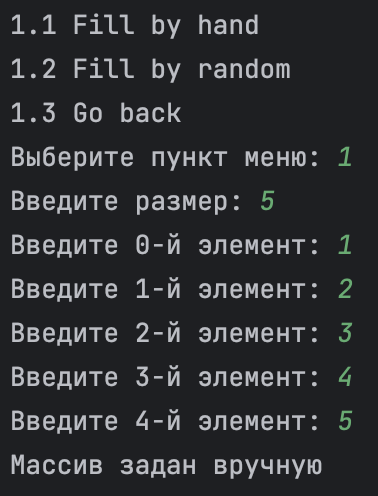 1.1 Fill by hand
1.2 Fill by random
1.3 Go back
Выберите пункт меню: 1
Введите размер: 5
Введите 0-й элемент: 1
Введите 1-й элемент: 2
Введите 2-й элемент: 3
Введите 3-й элемент: 4
Введите 4-й элемент: 5
Массив задан вручную